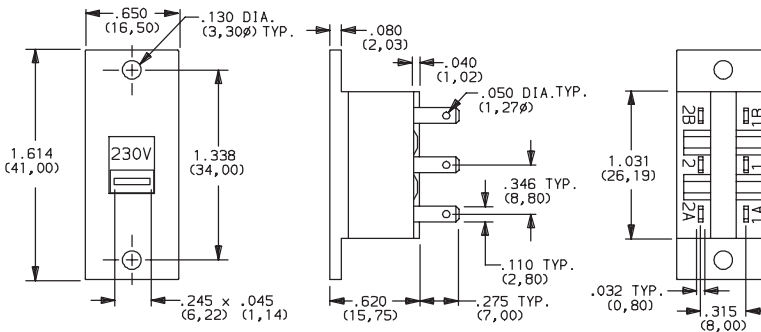 .650
(16,50)
.130 DIA.
(3,30ø) TYP.
1.614
(41,00)
230V
1.338
(34,00)
.245 x .045
(6,22) (1,14)
.080
(2,03)
.040
(1,02)
.050 DIA.TYP.
(1,27ø)
.346 TYP.
(8,80)
.110 TYP.
(2,80)
.620
(15,75)
.275 TYP.
(7,00)
1.031
(26,19)
2B
1B
2
1
2A
1A
.032 TYP.
(0,80)
.315
(8,00)